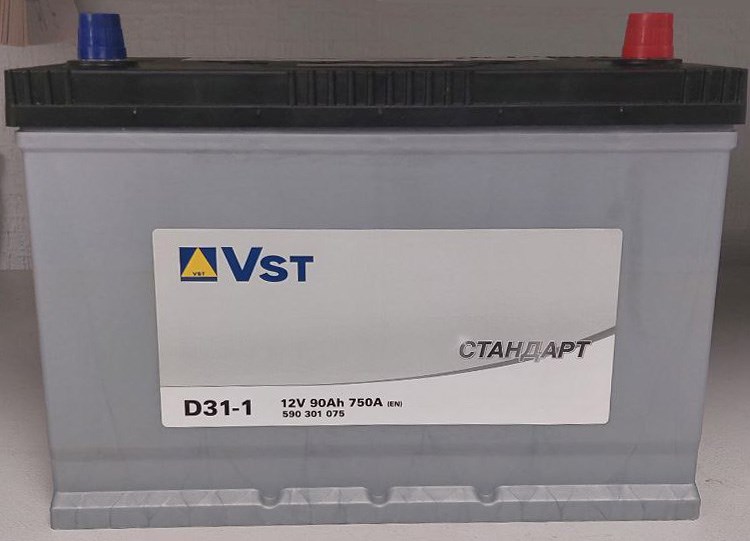 VST
VST
СТАНДАРТ
D31-1
12V 90Ah 750A (EN)
590 301 075